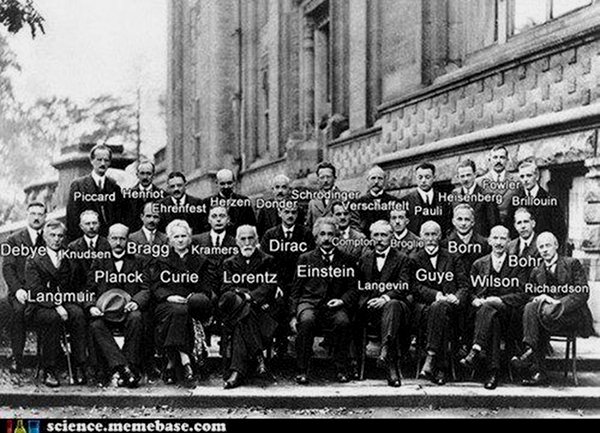 Piccard
Henriot
Ehrenfest
Herzen
Donder
Schrodinger
Verschaffelt
Pauli
Heisenberg
Fowler
Brillouin
Debye
Knudsen
Bragg
Kramers
Dirac
Compton
Broglie
Born
Bohr
Langmuir
Planck
Curie
Lorentz
Einstein
Langevin
Guye
Wilson
Richardson
science.memebase.com